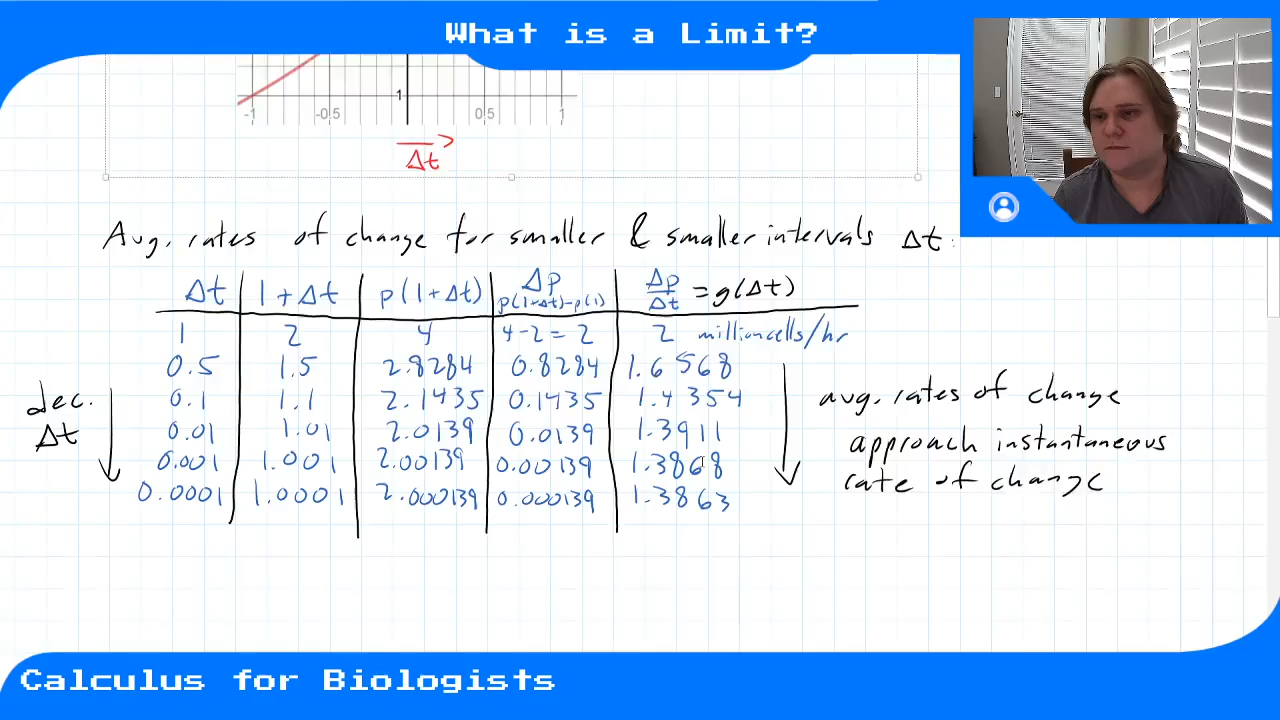 What is a Limit?
-1 -0.5 1 0.5 1
Δt
Avg. rates of change for smaller & smaller intervals Δt:
Δt 1+Δt p(1+Δt) Δp p(1+Δt)-p(1) Δp/Δt = g(Δt)
1 2 4 4-2=2 2 million cells/hr
0.5 1.5 2.8284 0.8284 1.6568
0.1 1.1 2.1435 0.1435 1.4354
0.01 1.01 2.0139 0.0139 1.3911
0.001 1.001 2.00139 0.00139 1.3868
0.0001 1.0001 2.000139 0.000139 1.3863
dec.
Δt
avg. rates of change
approach instantaneous
rate of change
Calculus for Biologists